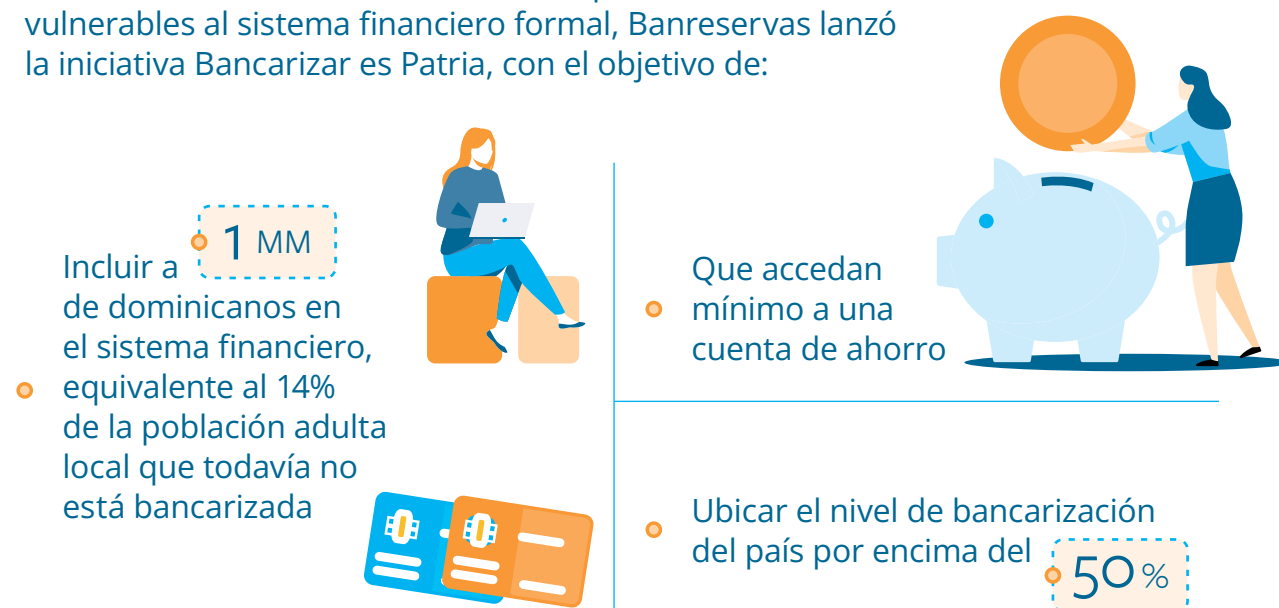 vulnerables al sistema financiero formal, Banreservas lanzó
la iniciativa Bancarizar es Patria, con el objetivo de:
Incluir a 1 MM
de dominicanos en
el sistema financiero,
equivalente al 14%
de la población adulta
local que todavía no
está bancarizada
Que accedan
mínimo a una
cuenta de ahorro
Ubicar el nivel de bancarización
del país por encima del 50 %